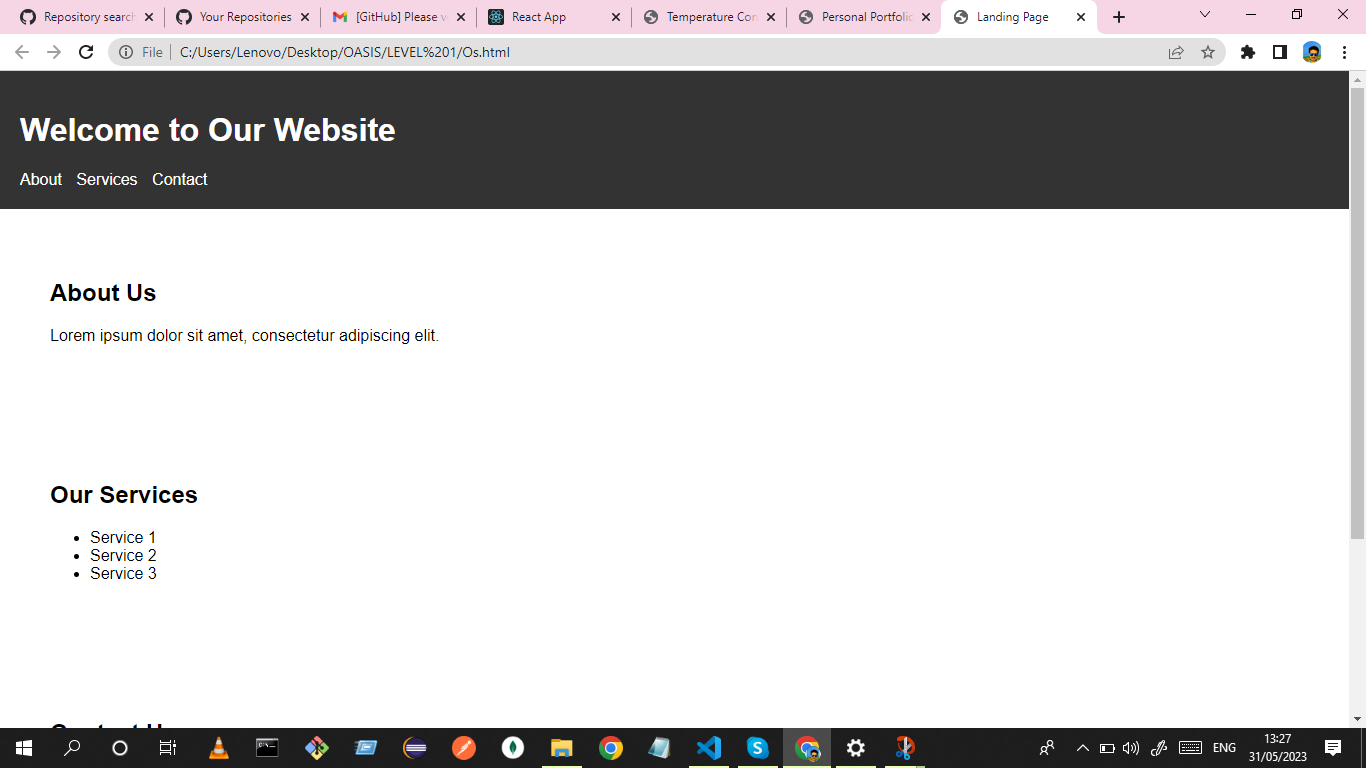 Repository search
Your Repositories
[GitHub] Please v
React App
Temperature Con
Personal Portfolio
Landing Page
File
C:/Users/Lenovo/Desktop/OASIS/LEVEL%201/Os.html
Welcome to Our Website
About Services Contact
About Us
Lorem ipsum dolor sit amet, consectetur adipiscing elit.
Our Services
• Service 1
• Service 2
• Service 3
ENG
13:27
31/05/2023